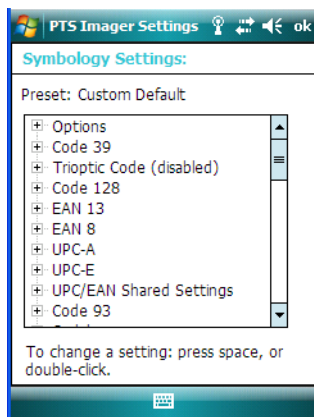 PTS Imager Settings ok
Symbology Settings:
Preset: Custom Default
Options
Code 39
Trioptic Code (disabled)
Code 128
EAN 13
EAN 8
UPC-A
UPC-E
UPC/EAN Shared Settings
Code 93
To change a setting: press space, or
double-click.